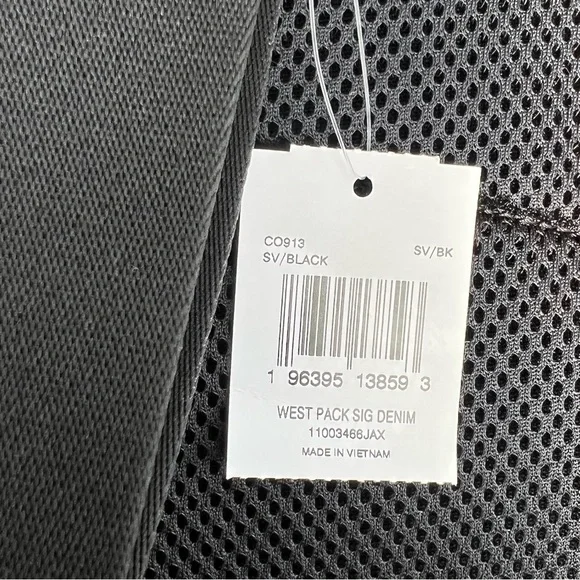 CO913
SV/BLACK
SV/BK
1 96395 13859 3
WEST PACK SIG DENIM
11003466JAX
MADE IN VIETNAM